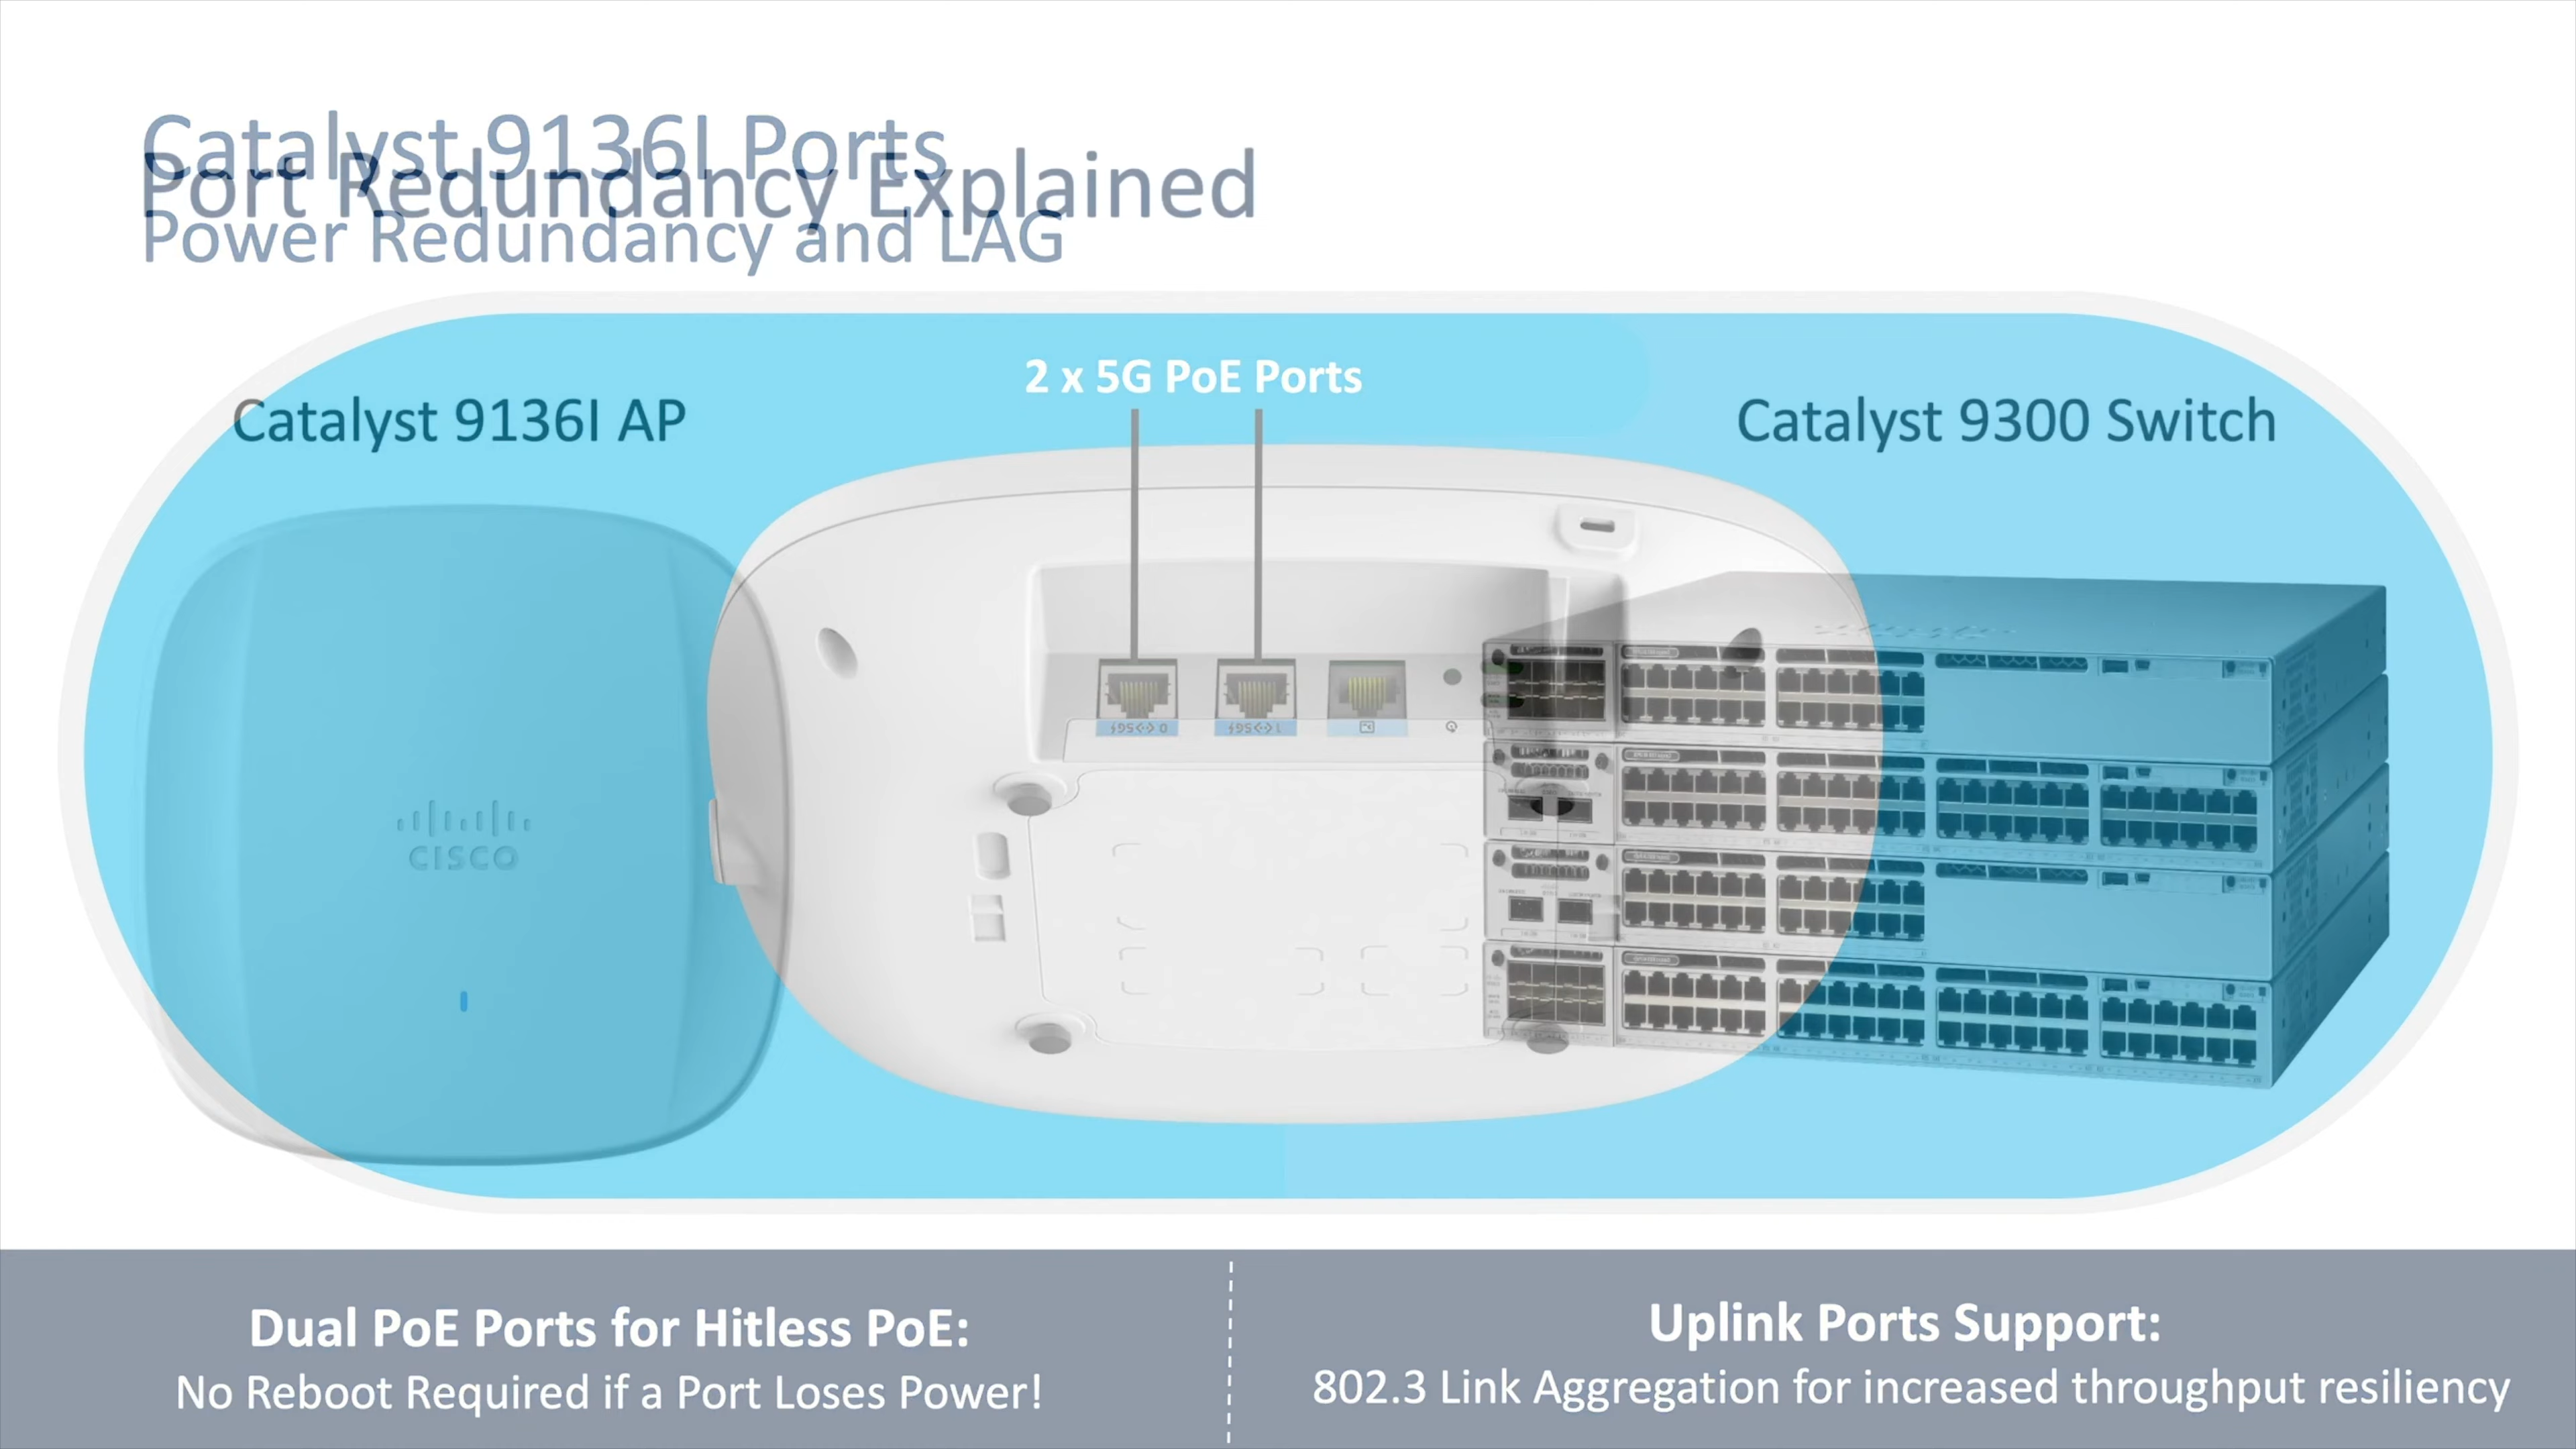 Catalyst 9136I Ports
Port Redundancy Explained
Power Redundancy and LAG
2 x 5G PoE Ports
Catalyst 9136I AP
Catalyst 9300 Switch
CISCO
Dual PoE Ports for Hitless PoE:
No Reboot Required if a Port Loses Power!
Uplink Ports Support:
802.3 Link Aggregation for increased throughput resiliency